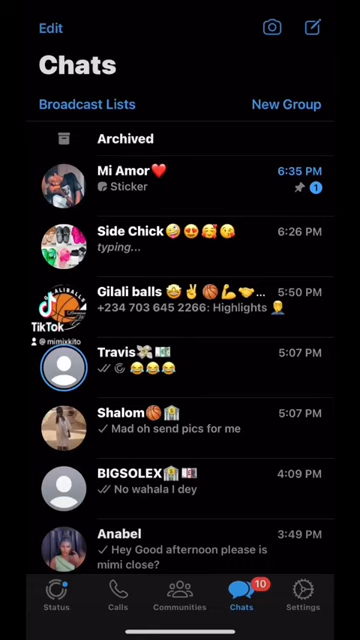 Edit
Chats
Broadcast Lists New Group
Archived
Mi Amor❤️ 6:35 PM
Sticker 1
Side Chick🤪😍🥰😘 6:26 PM
typing...
Gilali balls 🤩✌️🏀💪🤝... 5:50 PM
+234 703 645 2266: Highlights 🤦‍♂️
TikTok
@ mimixkito
Travis💸💵 5:07 PM
😂😂😂
Shalom🏀🏦 5:07 PM
Mad oh send pics for me
BIGSOLEX🏦💵 4:09 PM
No wahala I dey
Anabel 3:49 PM
Hey Good afternoon please is
mimi close?
10
Status Calls Communities Chats Settings